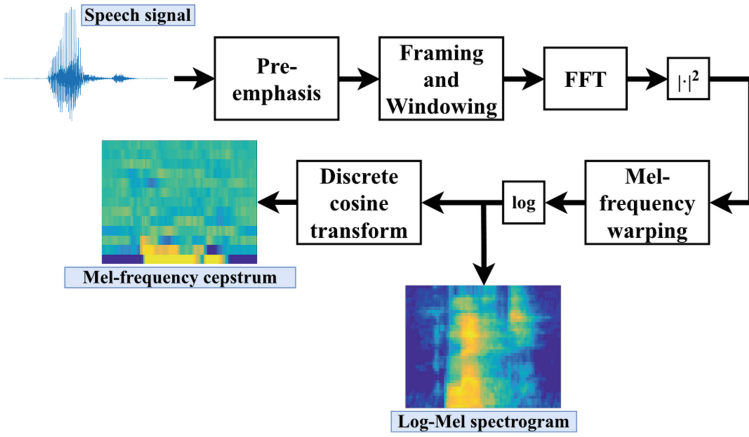 Speech signal
Pre-
emphasis
Framing
and
Windowing
FFT
|·|²
Mel-
frequency
warping
log
Discrete
cosine
transform
Mel-frequency cepstrum
Log-Mel spectrogram